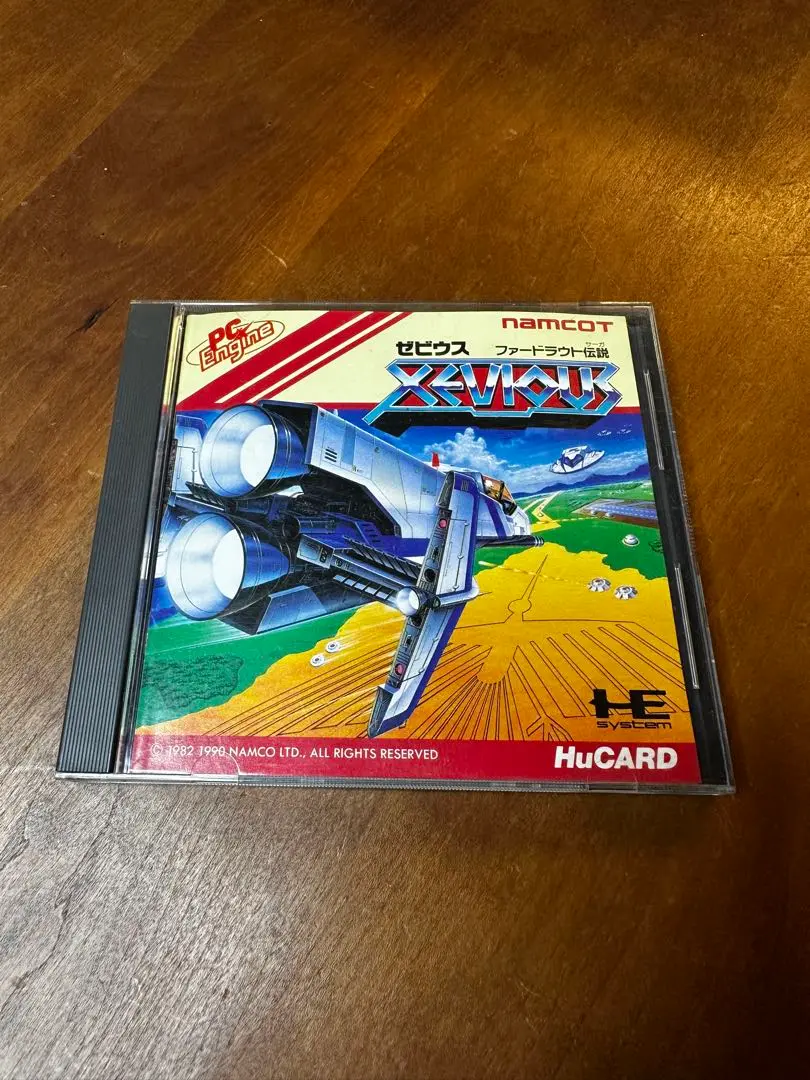 PC Engine
namcot
サーガ
ゼビウス ファードラウト伝説
XEVIOUS
HE
system
© 1982 1990 NAMCO LTD., ALL RIGHTS RESERVED
HuCARD